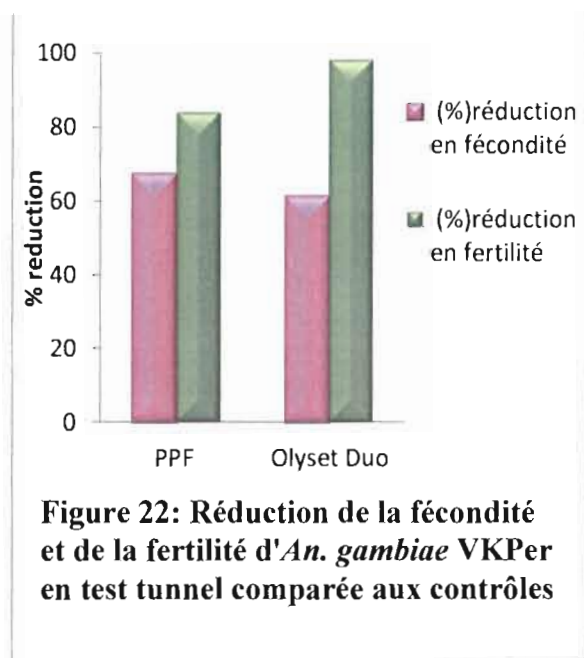 100
80
60
40
20
0
% reduction
PPF
Olyset Duo
(%)réduction
en fécondité
(%)réduction
en fertilité
Figure 22: Réduction de la fécondité
et de la fertilité d'An. gambiae VKPer
en test tunnel comparée aux contrôles